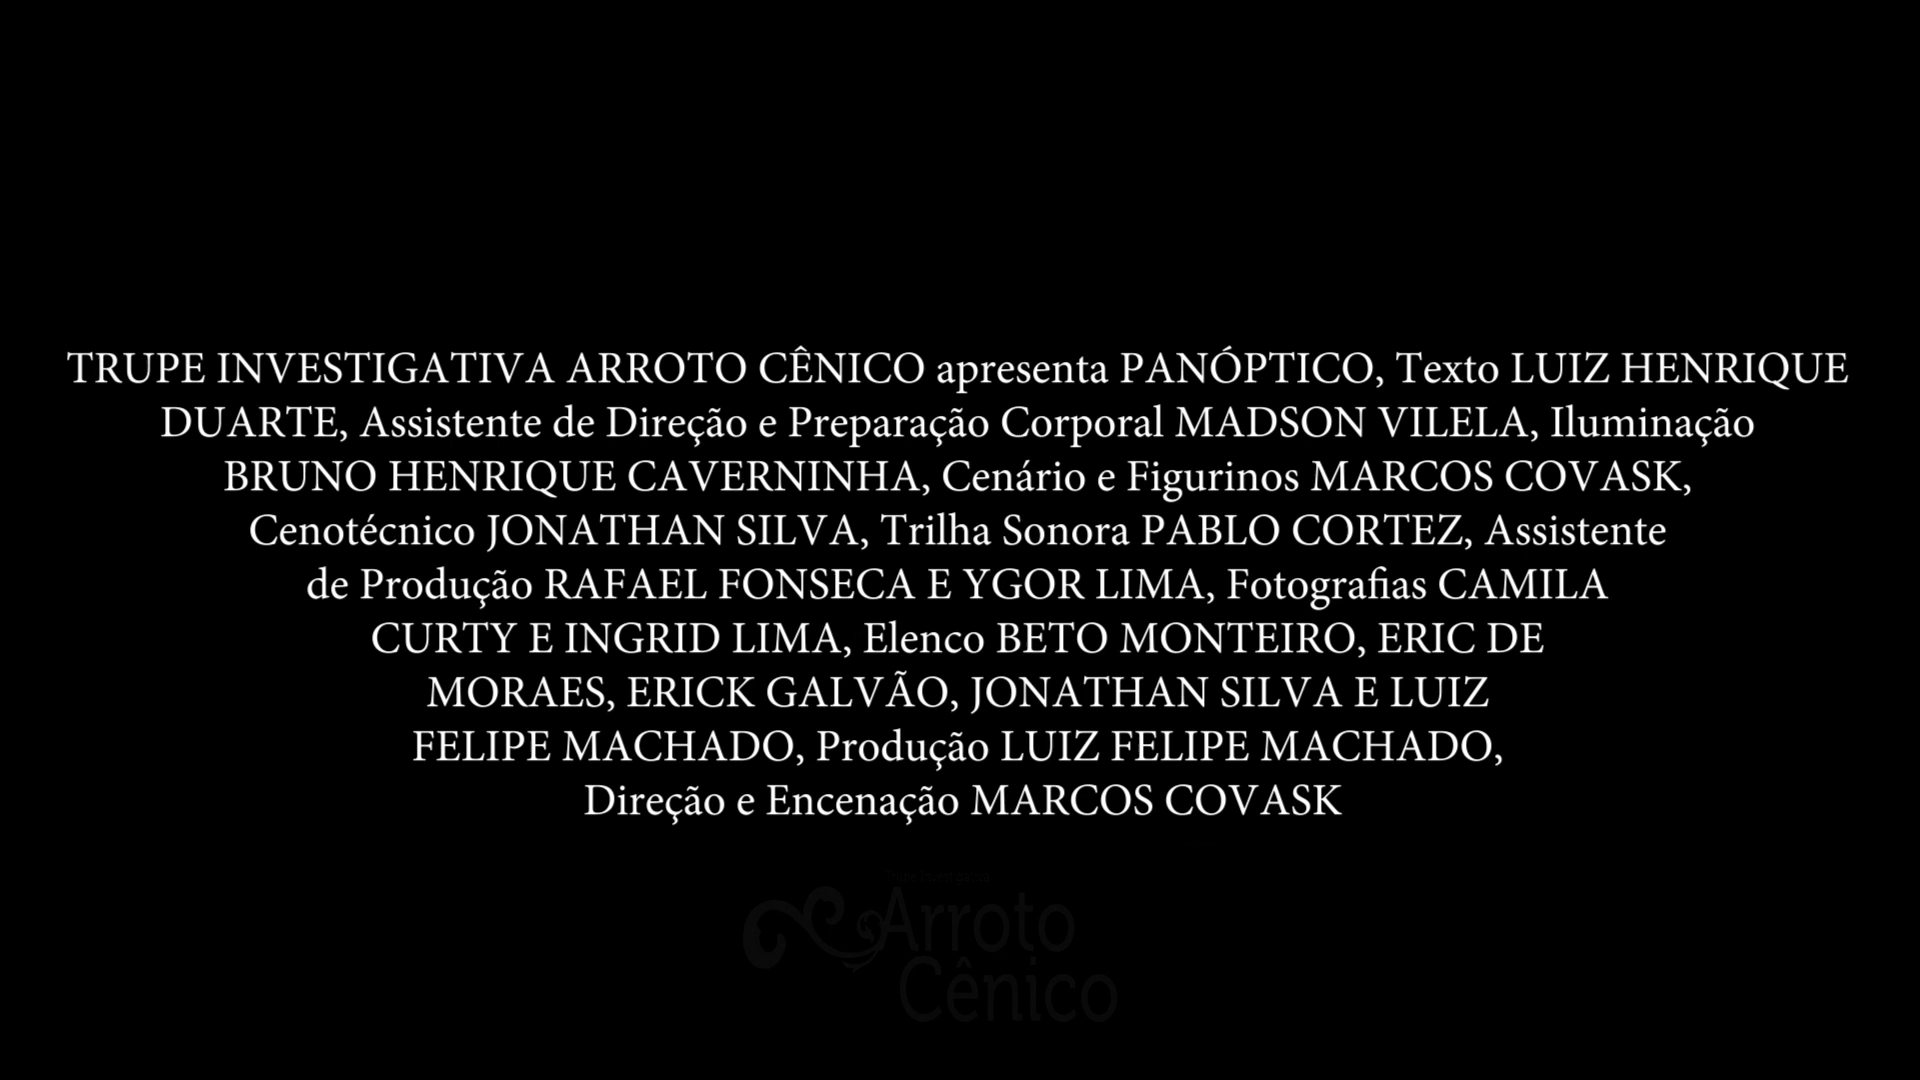 TRUPE INVESTIGATIVA ARROTO CÊNICO apresenta PANÓPTICO, Texto LUIZ HENRIQUE
DUARTE, Assistente de Direção e Preparação Corporal MADSON VILELA, Iluminação
BRUNO HENRIQUE CAVERNINHA, Cenário e Figurinos MARCOS COVASK,
Cenotécnico JONATHAN SILVA, Trilha Sonora PABLO CORTEZ, Assistente
de Produção RAFAEL FONSECA E YGOR LIMA, Fotografias CAMILA
CURTY E INGRID LIMA, Elenco BETO MONTEIRO, ERIC DE
MORAES, ERICK GALVÃO, JONATHAN SILVA E LUIZ
FELIPE MACHADO, Produção LUIZ FELIPE MACHADO,
Direção e Encenação MARCOS COVASK
Trupe Investigativa
Arroto
Cênico